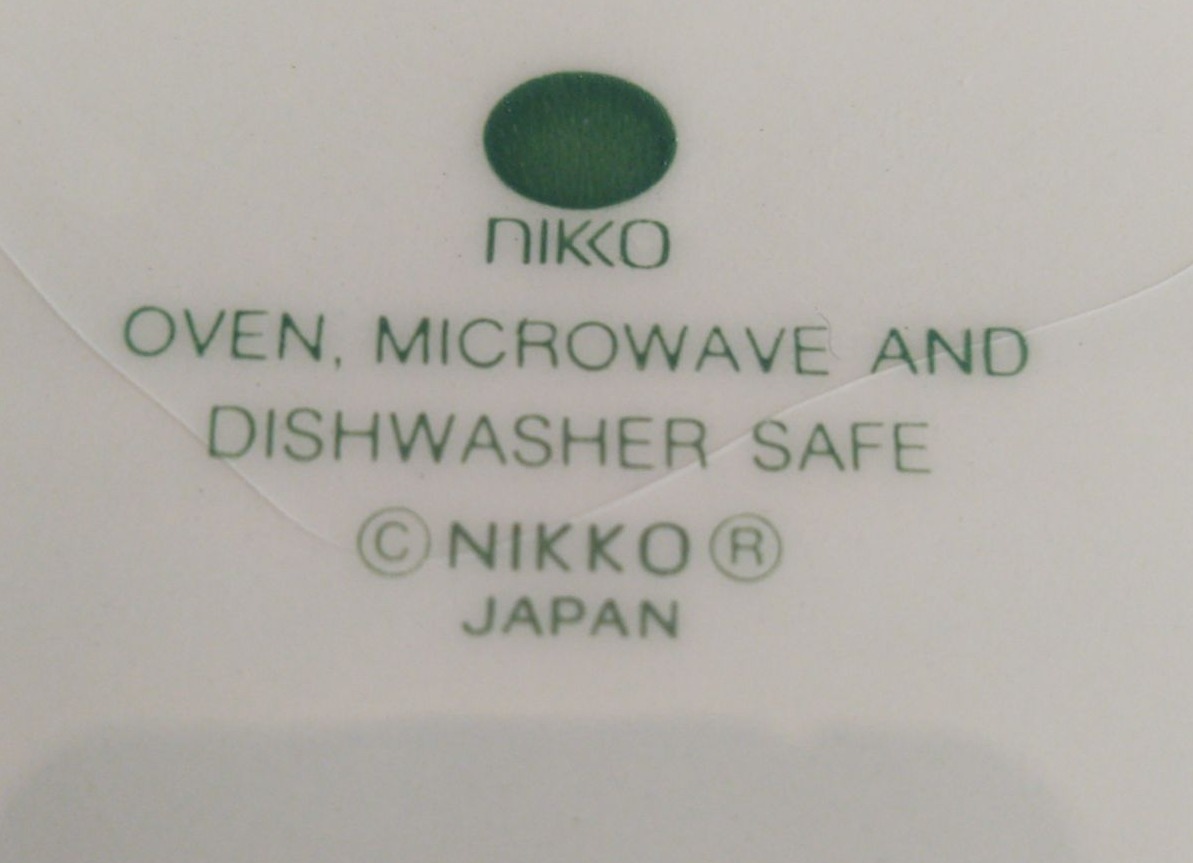 nikko
OVEN, MICROWAVE AND
DISHWASHER SAFE
©NIKKO®
JAPAN